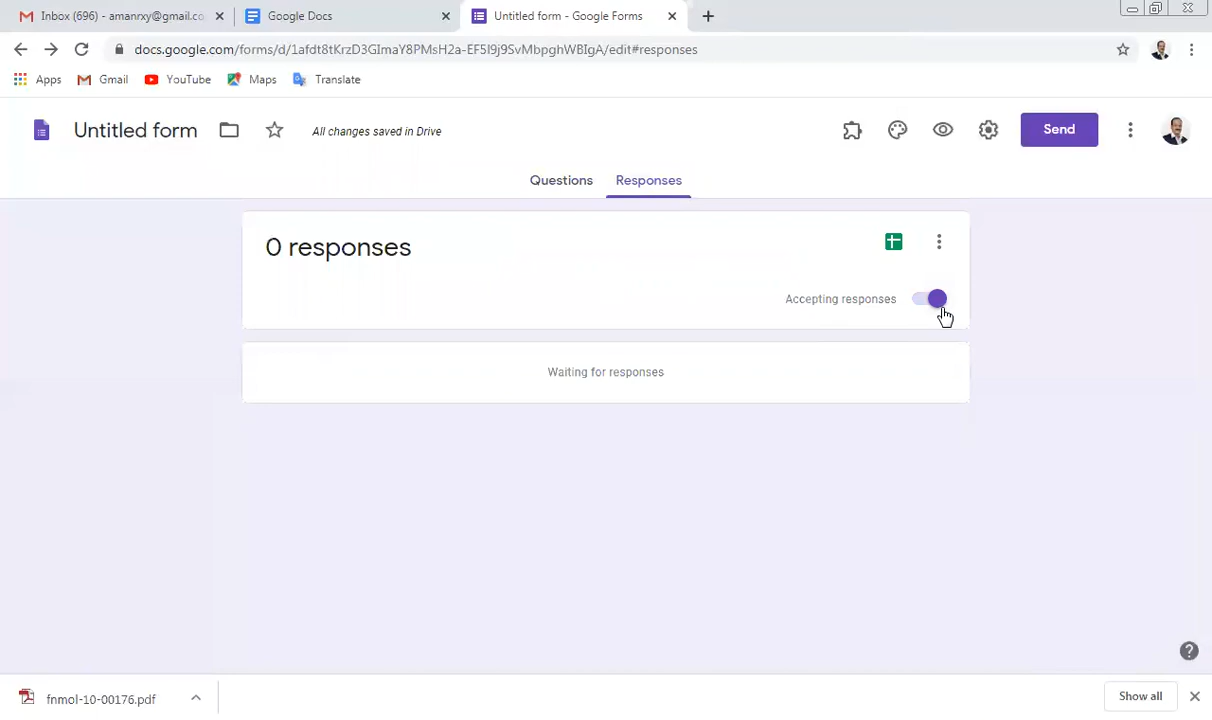 Inbox (696) - amanrxy@gmail.co
Google Docs
Untitled form - Google Forms
docs.google.com/forms/d/1afdt8tKrzD3GImaY8PMsH2a-EF5I9j9SvMbpghWBIgA/edit#responses
Apps Gmail YouTube Maps Translate
Untitled form
All changes saved in Drive
Send
Questions
Responses
0 responses
Accepting responses
Waiting for responses
fnmol-10-00176.pdf
Show all